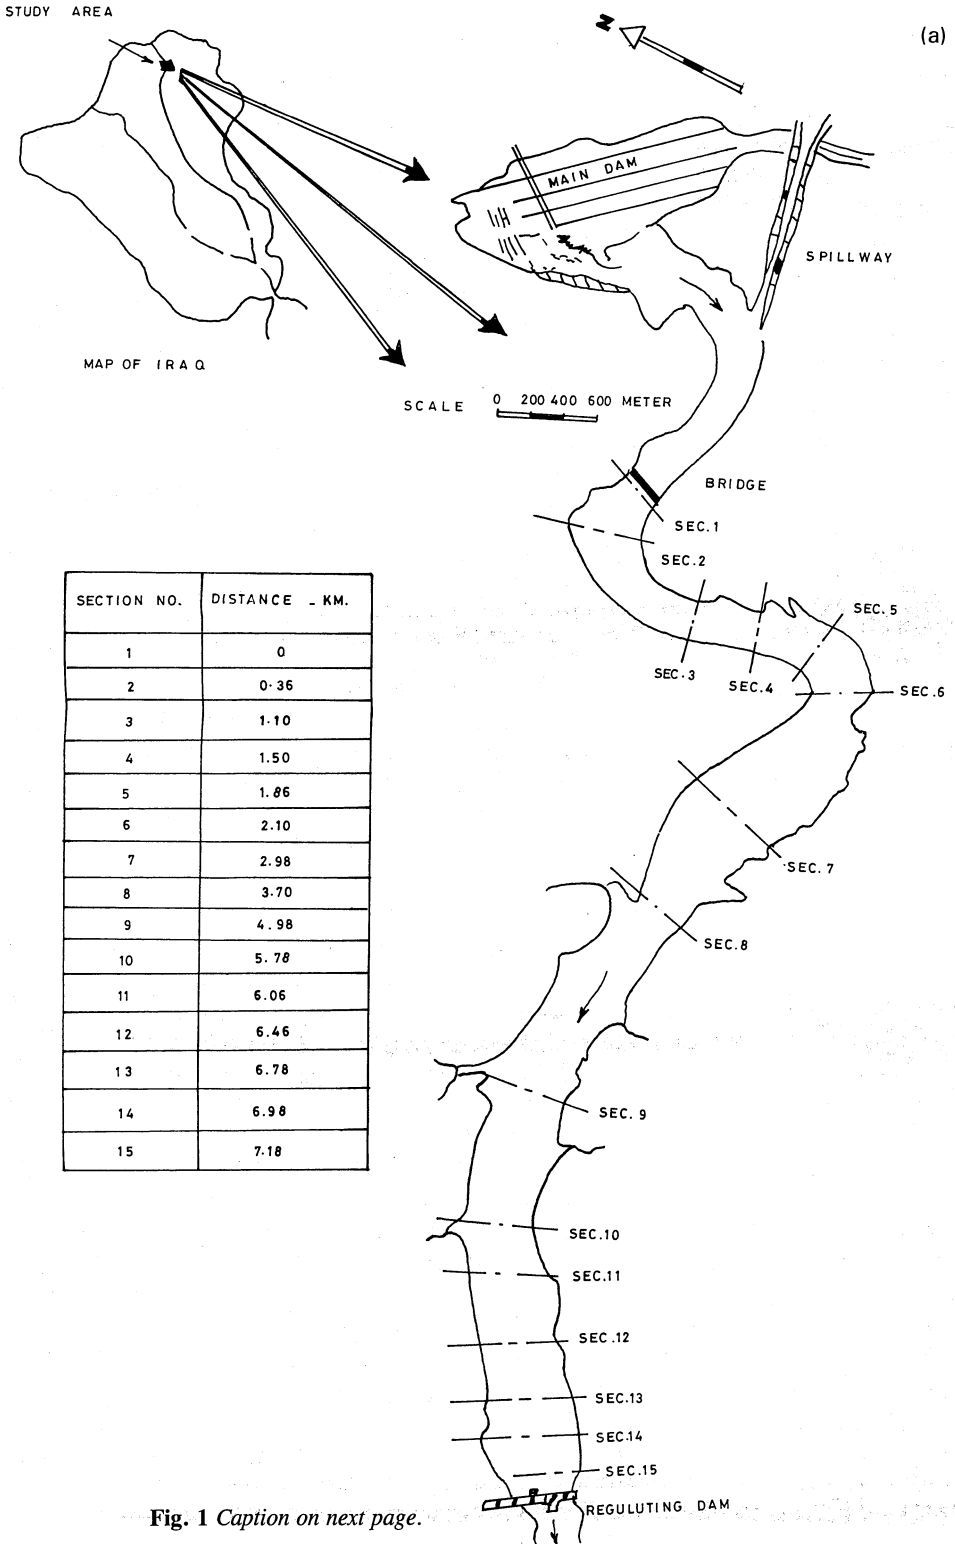 STUDY AREA
N
(a)
MAIN DAM
SPILLWAY
MAP OF IRAQ
SCALE 0 200 400 600 METER
BRIDGE
SEC.1
SEC.2
SEC.3
SEC.4
SEC.5
SEC.6
SEC.7
SEC.8
SEC. 9
SEC.10
SEC.11
SEC.12
SEC.13
SEC.14
SEC.15
REGULUTING DAM
SECTION NO. DISTANCE - KM.
1 0
2 0.36
3 1.10
4 1.50
5 1.86
6 2.10
7 2.98
8 3.70
9 4.98
10 5.78
11 6.06
12 6.46
13 6.78
14 6.98
15 7.18
Fig. 1 Caption on next page.